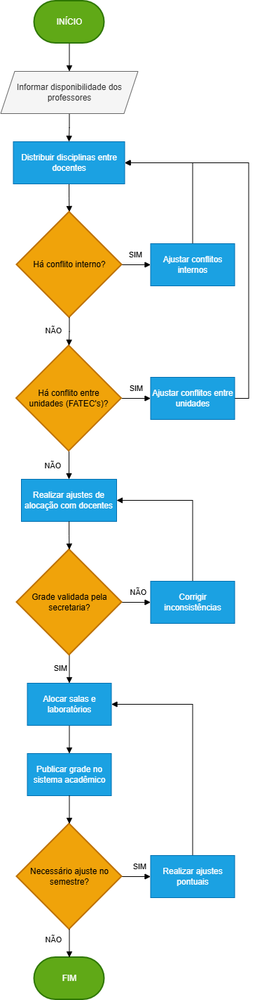 INÍCIO
Informar disponibilidade dos
professores
Distribuir disciplinas entre
docentes
Há conflito interno?
SIM
Ajustar conflitos
internos
NÃO
Há conflito entre
unidades (FATEC's)?
SIM
Ajustar conflitos entre
unidades
NÃO
Realizar ajustes de
alocação com docentes
Grade validada pela
secretaria?
NÃO
Corrigir
inconsistências
SIM
Alocar salas e
laboratórios
Publicar grade no
sistema acadêmico
Necessário ajuste no
semestre?
SIM
Realizar ajustes
pontuais
NÃO
FIM